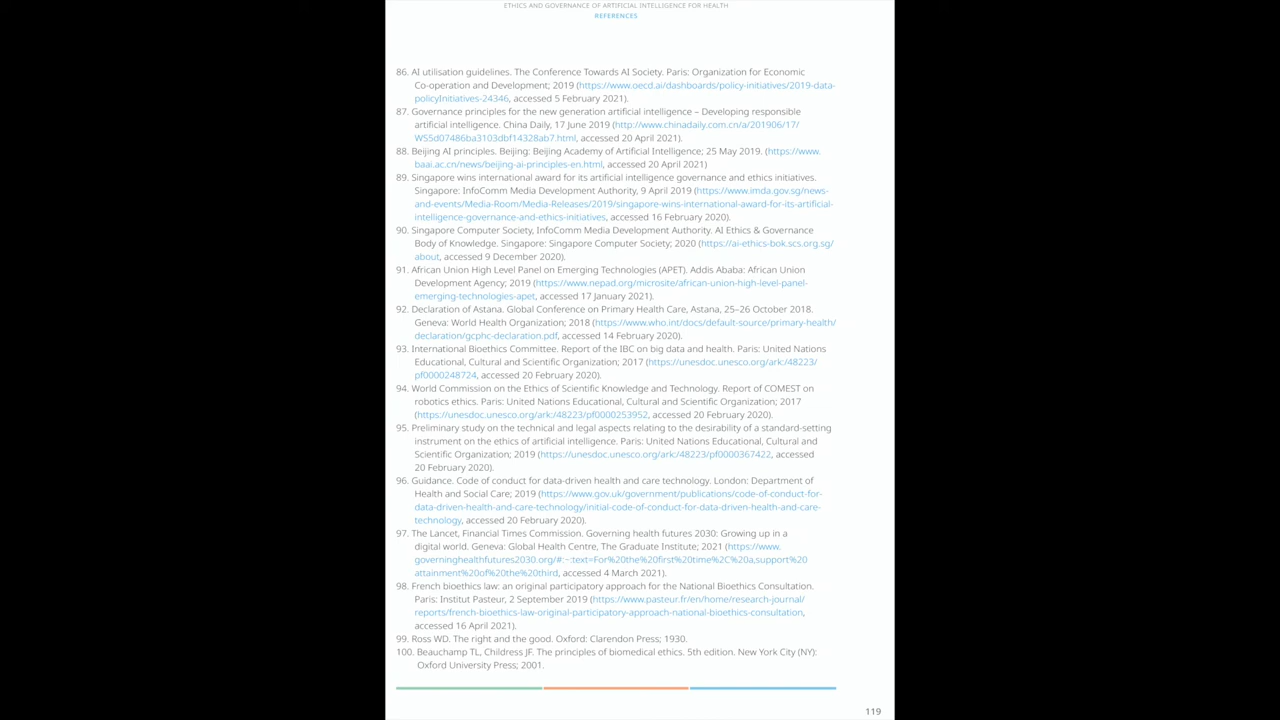 ETHICS AND GOVERNANCE OF ARTIFICIAL INTELLIGENCE FOR HEALTH
REFERENCES
86. AI utilisation guidelines. The Conference Towards AI Society. Paris: Organization for Economic
Co-operation and Development; 2019 (https://www.oecd.ai/dashboards/policy-initiatives/2019-data-
policyInitiatives-24346, accessed 5 February 2021).
87. Governance principles for the new generation artificial intelligence – Developing responsible
artificial intelligence. China Daily, 17 June 2019 (http://www.chinadaily.com.cn/a/201906/17/
WS5d07486ba3103dbf14328ab7.html, accessed 20 April 2021).
88. Beijing AI principles. Beijing: Beijing Academy of Artificial Intelligence; 25 May 2019. (https://www.
baai.ac.cn/news/beijing-ai-principles-en.html, accessed 20 April 2021)
89. Singapore wins international award for its artificial intelligence governance and ethics initiatives.
Singapore: InfoComm Media Development Authority, 9 April 2019 (https://www.imda.gov.sg/news-
and-events/Media-Room/Media-Releases/2019/singapore-wins-international-award-for-its-artificial-
intelligence-governance-and-ethics-initiatives, accessed 16 February 2020).
90. Singapore Computer Society, InfoComm Media Development Authority. AI Ethics & Governance
Body of Knowledge. Singapore: Singapore Computer Society; 2020 (https://ai-ethics-bok.scs.org.sg/
about, accessed 9 December 2020).
91. African Union High Level Panel on Emerging Technologies (APET). Addis Ababa: African Union
Development Agency; 2019 (https://www.nepad.org/microsite/african-union-high-level-panel-
emerging-technologies-apet, accessed 17 January 2021).
92. Declaration of Astana. Global Conference on Primary Health Care, Astana, 25–26 October 2018.
Geneva: World Health Organization; 2018 (https://www.who.int/docs/default-source/primary-health/
declaration/gcphc-declaration.pdf, accessed 14 February 2020).
93. International Bioethics Committee. Report of the IBC on big data and health. Paris: United Nations
Educational, Cultural and Scientific Organization; 2017 (https://unesdoc.unesco.org/ark:/48223/
pf0000248724, accessed 20 February 2020).
94. World Commission on the Ethics of Scientific Knowledge and Technology. Report of COMEST on
robotics ethics. Paris: United Nations Educational, Cultural and Scientific Organization; 2017
(https://unesdoc.unesco.org/ark:/48223/pf0000253952, accessed 20 February 2020).
95. Preliminary study on the technical and legal aspects relating to the desirability of a standard-setting
instrument on the ethics of artificial intelligence. Paris: United Nations Educational, Cultural and
Scientific Organization; 2019 (https://unesdoc.unesco.org/ark:/48223/pf0000367422, accessed
20 February 2020).
96. Guidance. Code of conduct for data-driven health and care technology. London: Department of
Health and Social Care; 2019 (https://www.gov.uk/government/publications/code-of-conduct-for-
data-driven-health-and-care-technology/initial-code-of-conduct-for-data-driven-health-and-care-
technology, accessed 20 February 2020).
97. The Lancet, Financial Times Commission. Governing health futures 2030: Growing up in a
digital world. Geneva: Global Health Centre, The Graduate Institute; 2021 (https://www.
governinghealthfutures2030.org/#:~:text=For%20the%20first%20time%2C%20a,support%20
attainment%20of%20the%20third, accessed 4 March 2021).
98. French bioethics law: an original participatory approach for the National Bioethics Consultation.
Paris: Institut Pasteur, 2 September 2019 (https://www.pasteur.fr/en/home/research-journal/
reports/french-bioethics-law-original-participatory-approach-national-bioethics-consultation,
accessed 16 April 2021).
99. Ross WD. The right and the good. Oxford: Clarendon Press; 1930.
100. Beauchamp TL, Childress JF. The principles of biomedical ethics. 5th edition. New York City (NY):
Oxford University Press; 2001.
119